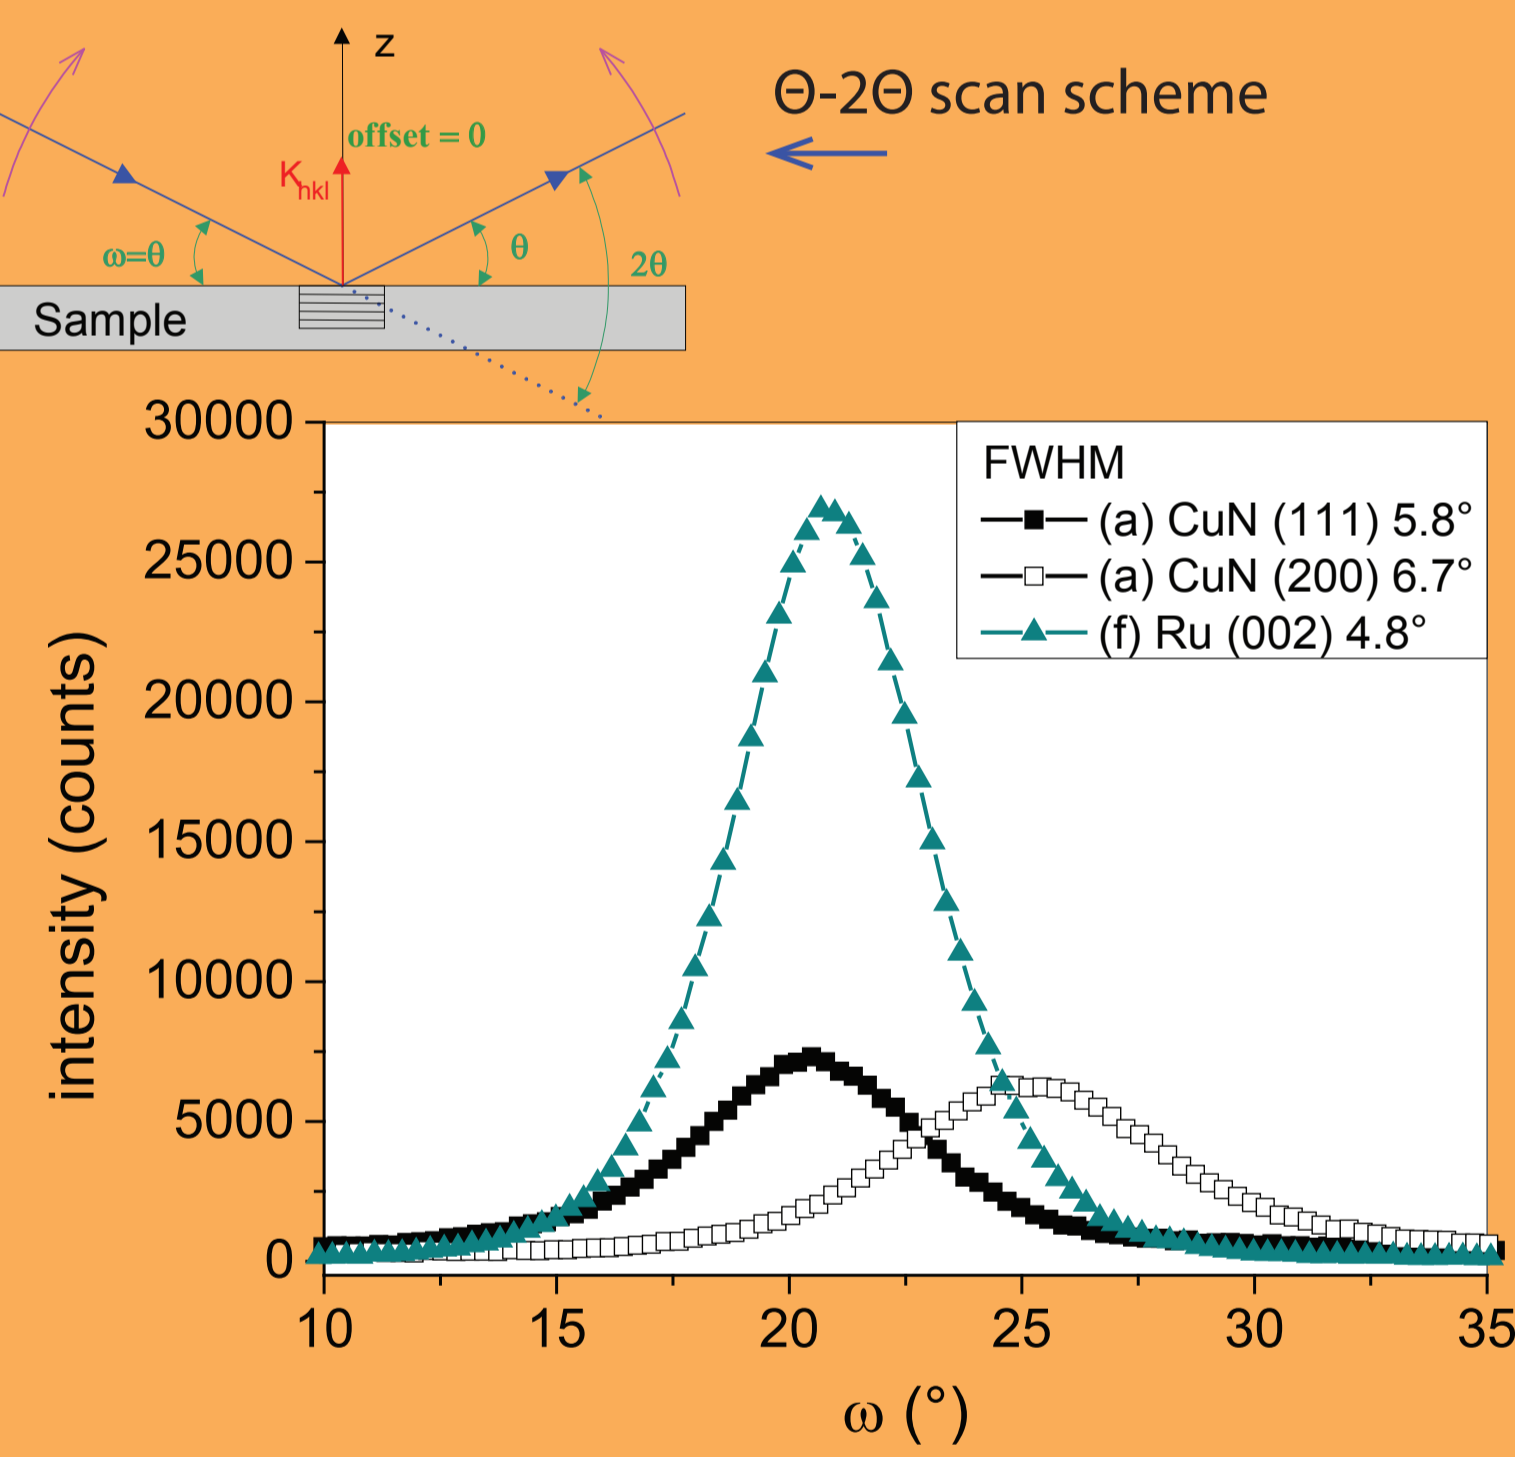 z
Θ-2Θ scan scheme
offset = 0
Khkl
ω=θ
θ
2θ
Sample
30000
25000
20000
15000
10000
5000
0
intensity (counts)
FWHM
(a) CuN (111) 5.8°
(a) CuN (200) 6.7°
(f) Ru (002) 4.8°
10 15 20 25 30 35
ω (°)